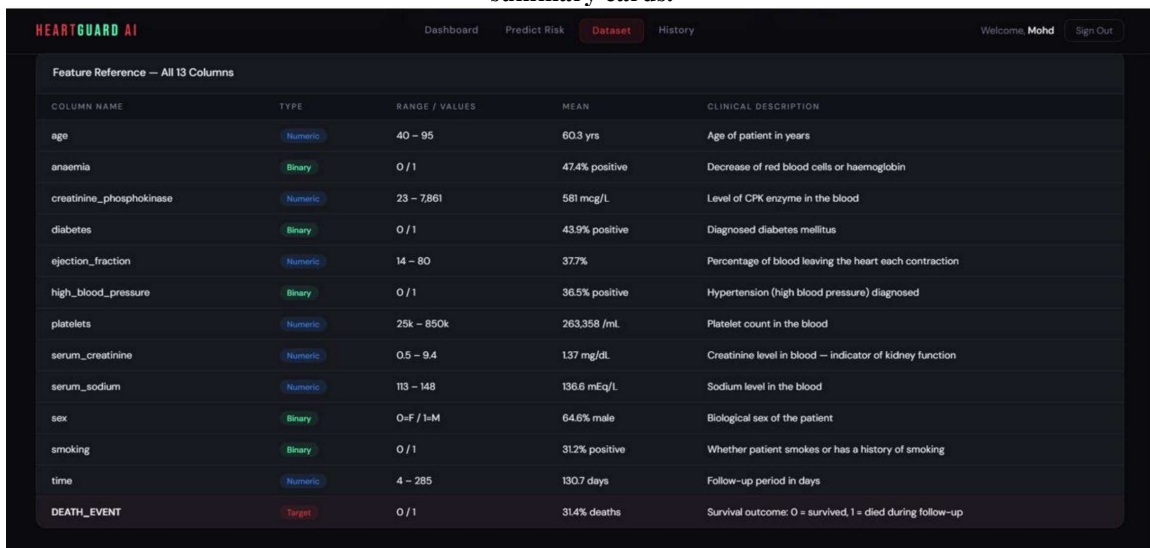 summary cards.
HEARTGUARD AI Dashboard Predict Risk Dataset History Welcome, Mohd Sign Out
Feature Reference — All 13 Columns
COLUMN NAME TYPE RANGE / VALUES MEAN CLINICAL DESCRIPTION
age Numeric 40 – 95 60.3 yrs Age of patient in years
anaemia Binary 0 / 1 47.4% positive Decrease of red blood cells or haemoglobin
creatinine_phosphokinase Numeric 23 – 7,861 581 mcg/L Level of CPK enzyme in the blood
diabetes Binary 0 / 1 43.9% positive Diagnosed diabetes mellitus
ejection_fraction Numeric 14 – 80 37.7% Percentage of blood leaving the heart each contraction
high_blood_pressure Binary 0 / 1 36.5% positive Hypertension (high blood pressure) diagnosed
platelets Numeric 25k – 850k 263,358 /mL Platelet count in the blood
serum_creatinine Numeric 0.5 – 9.4 1.37 mg/dL Creatinine level in blood — indicator of kidney function
serum_sodium Numeric 113 – 148 136.6 mEq/L Sodium level in the blood
sex Binary 0=F / 1=M 64.6% male Biological sex of the patient
smoking Binary 0 / 1 31.2% positive Whether patient smokes or has a history of smoking
time Numeric 4 – 285 130.7 days Follow-up period in days
DEATH_EVENT Target 0 / 1 31.4% deaths Survival outcome: 0 = survived, 1 = died during follow-up